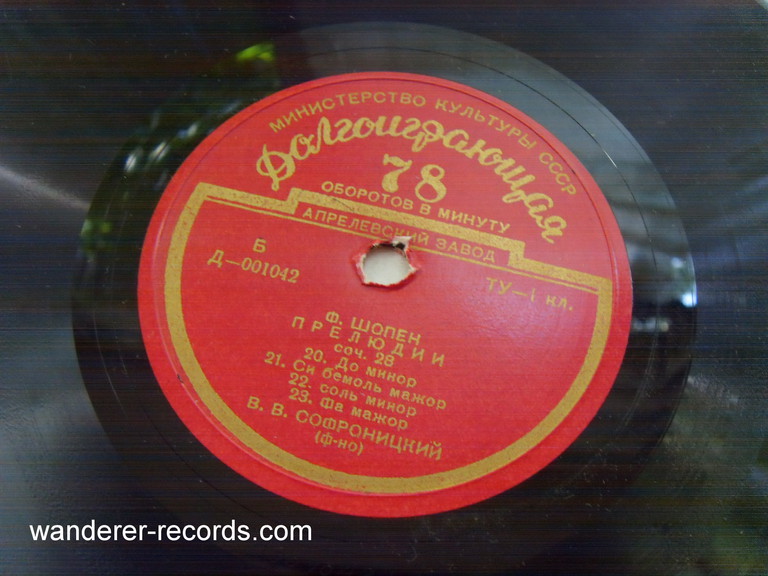 МИНИСТЕРСТВО КУЛЬТУРЫ СССР
Долгоиграющая
78
ОБОРОТОВ В МИНУТУ
АПРЕЛЕВСКИЙ ЗАВОД
Б
Д—001042
ТУ—1 кл.
Ф. ШОПЕН
ПРЕЛЮДИИ
соч. 28
20. До минор
21. Си бемоль мажор
22. соль минор
23. Фа мажор
В. В. СОФРОНИЦКИЙ
(ф-но)
wanderer-records.com